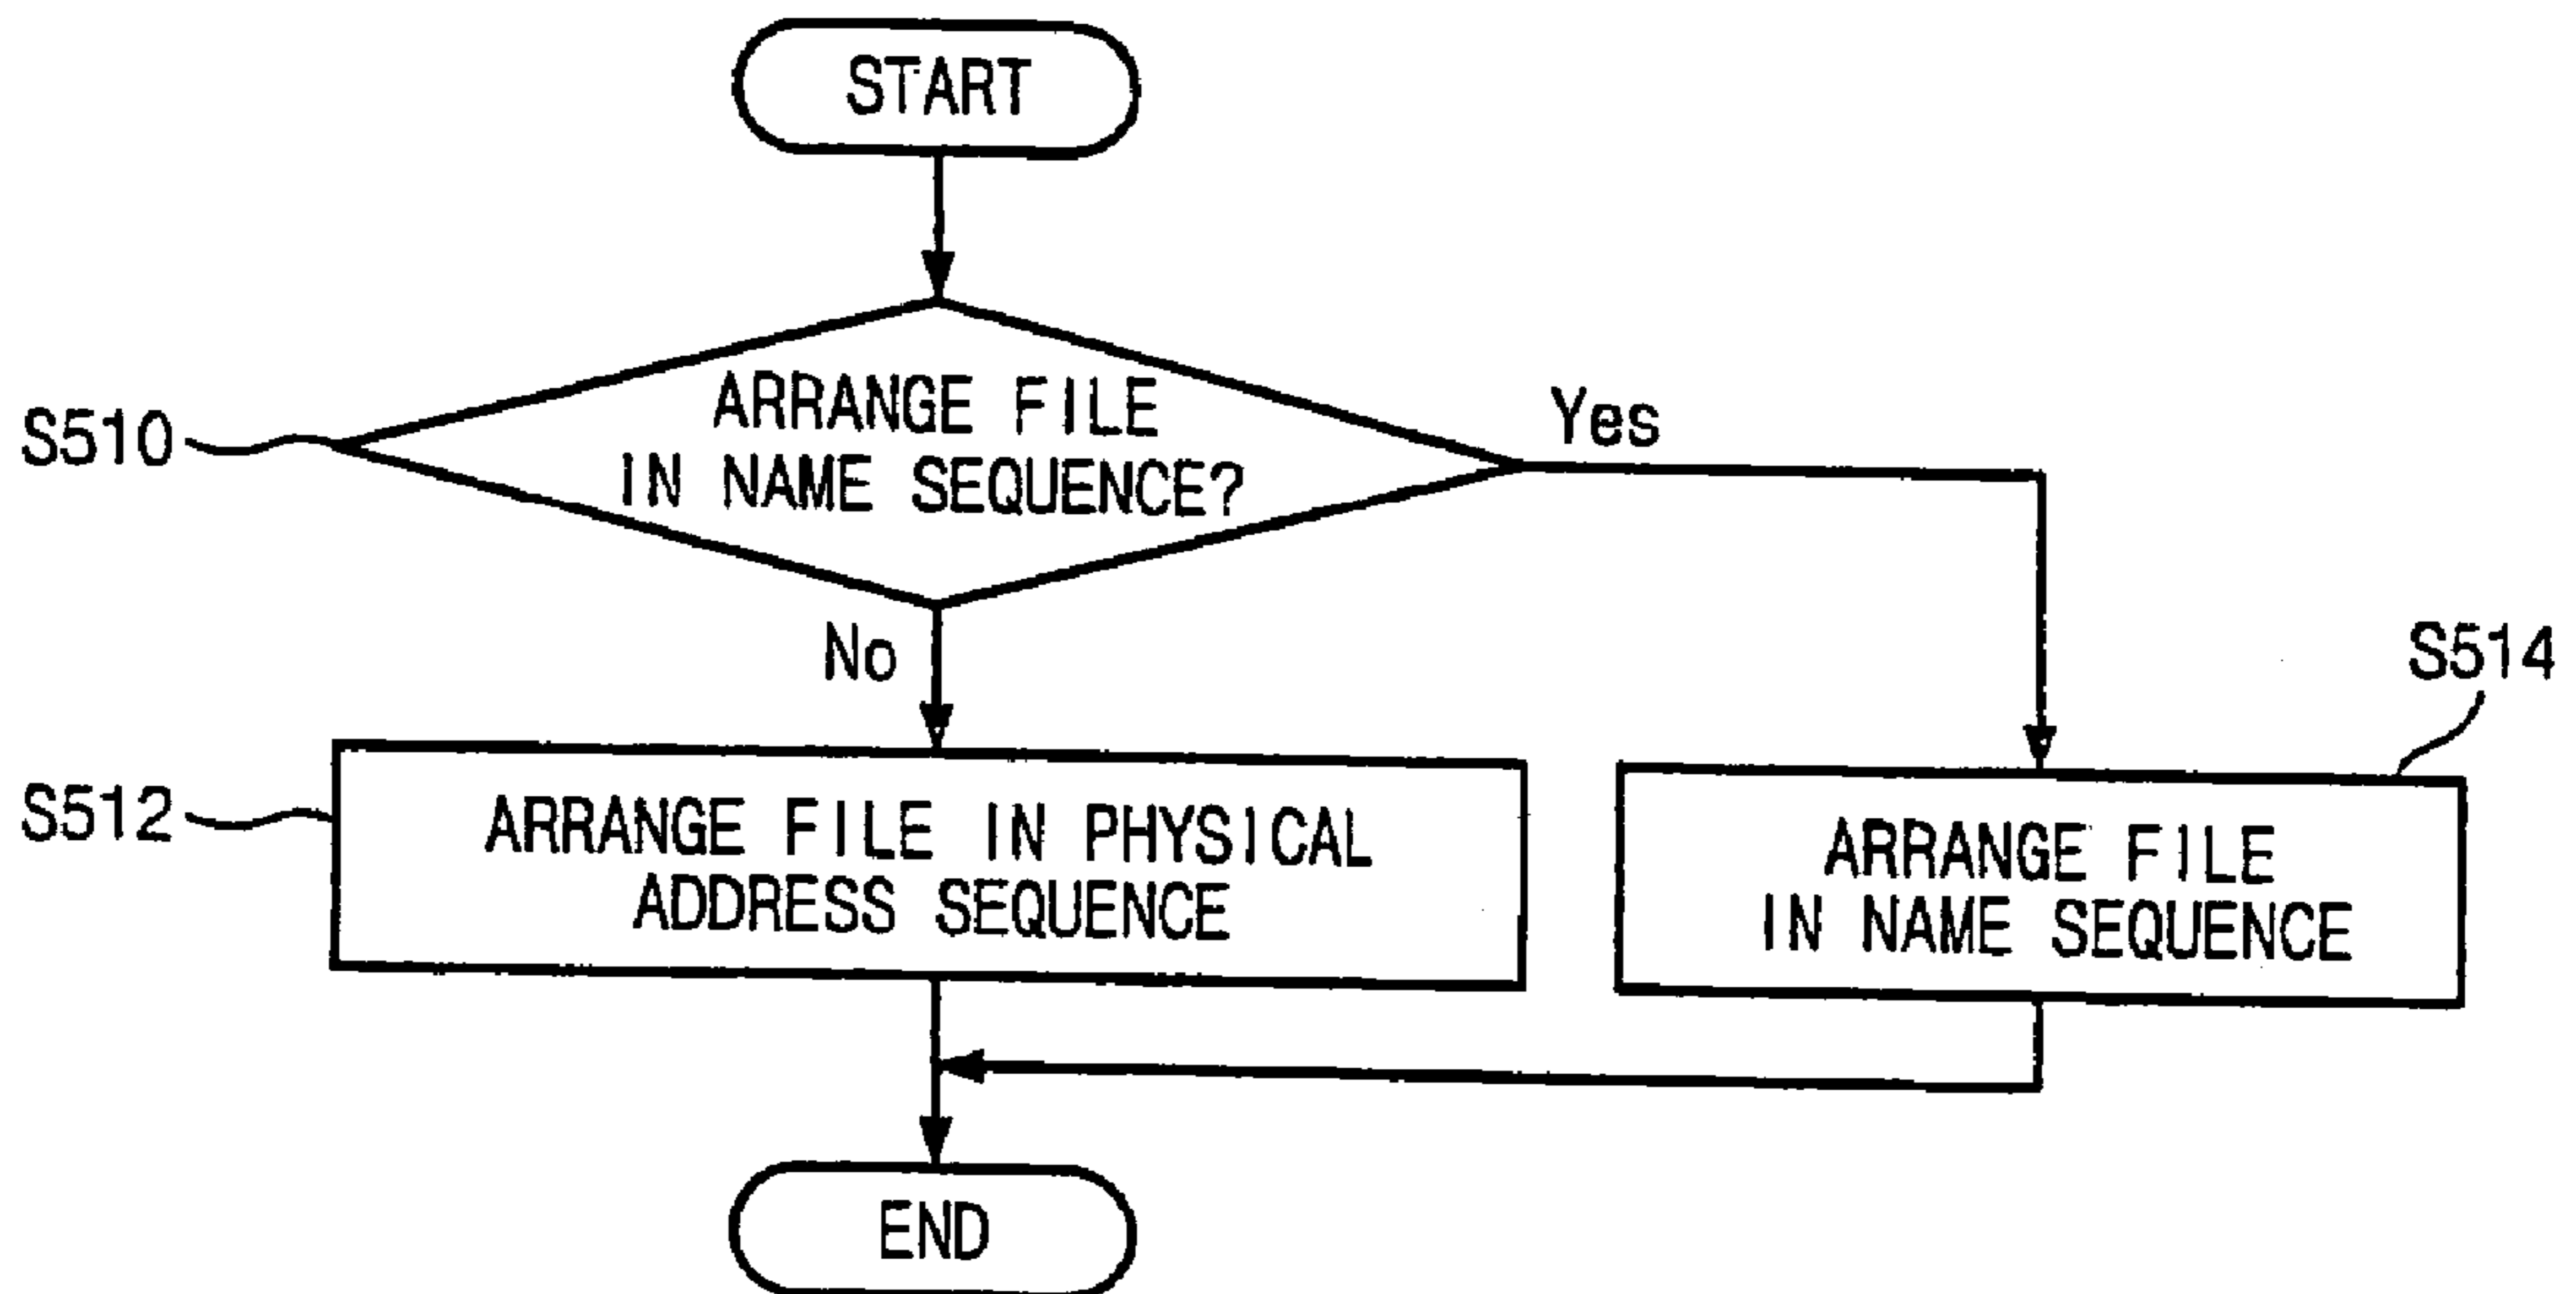 START
S510
ARRANGE FILE
IN NAME SEQUENCE?
Yes
No
S512
ARRANGE FILE IN PHYSICAL
ADDRESS SEQUENCE
S514
ARRANGE FILE
IN NAME SEQUENCE
END